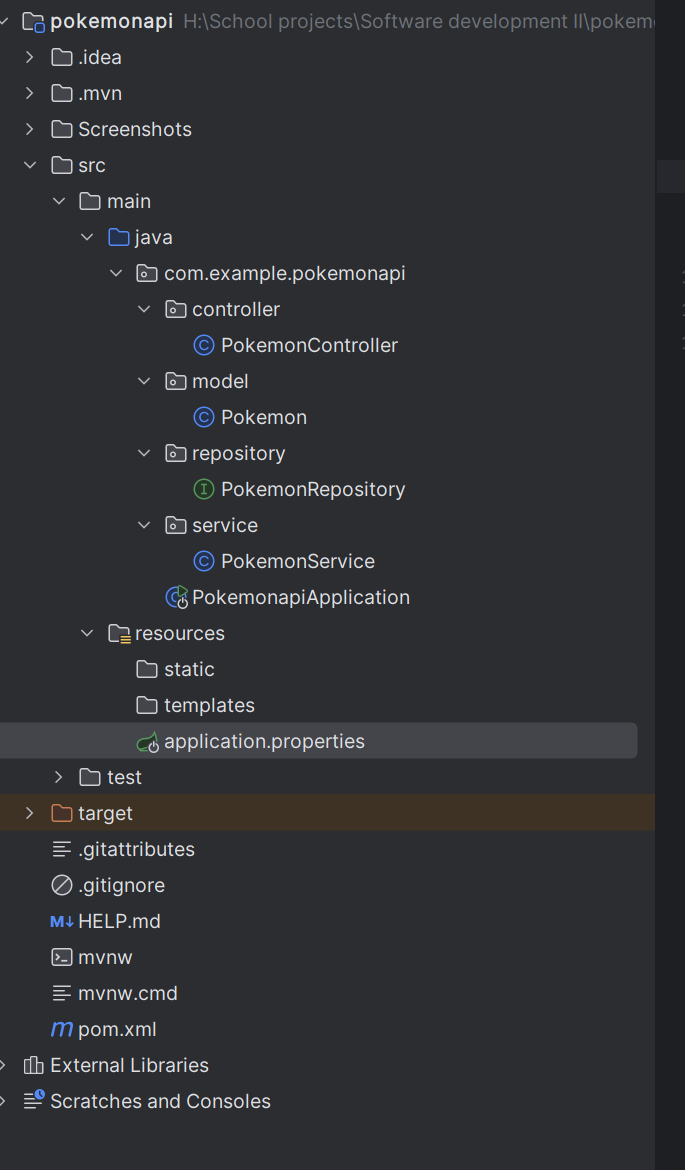 pokemonapi H:\School projects\Software development II\pokem
.idea
.mvn
Screenshots
src
main
java
com.example.pokemonapi
controller
PokemonController
model
Pokemon
repository
PokemonRepository
service
PokemonService
PokemonapiApplication
resources
static
templates
application.properties
test
target
.gitattributes
.gitignore
HELP.md
mvnw
mvnw.cmd
pom.xml
External Libraries
Scratches and Consoles